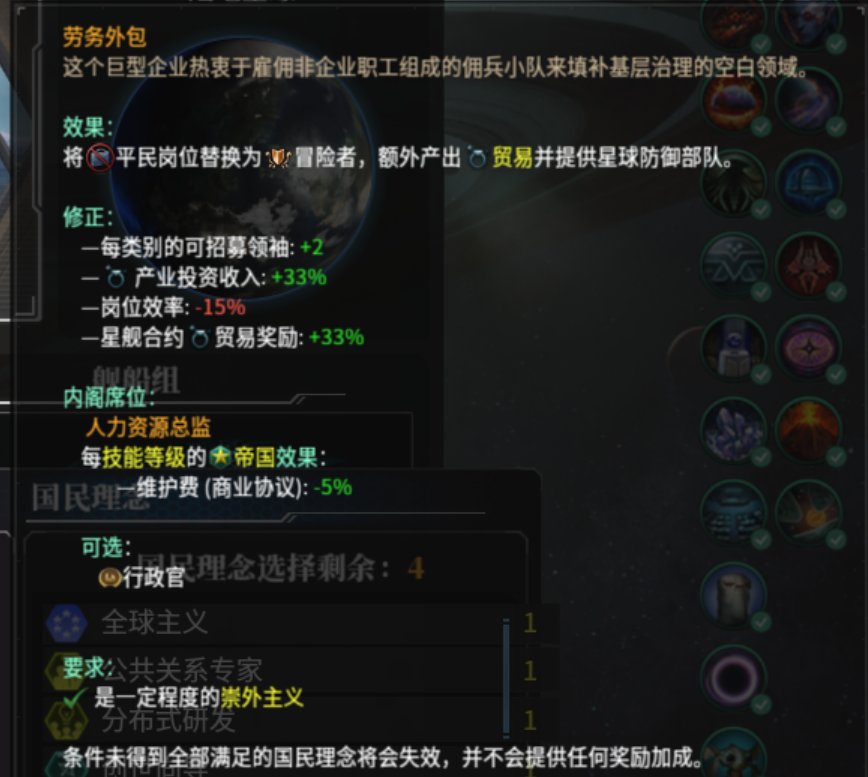 劳务外包
这个巨型企业热衷于雇佣非企业职工组成的佣兵小队来填补基层治理的空白领域。
效果：
将平民岗位替换为冒险者，额外产出贸易并提供星球防御部队。
修正：
—每类别的可招募领袖：+2
—产业投资收入：+33%
—岗位效率：-15%
—星舰合约贸易奖励：+33%
舰船组
内阁席位：
人力资源总监
每技能等级的帝国效果：
—维护费 (商业协议)：-5%
国民理念
可选：
行政官
国民理念选择剩余：4
全球主义 1
要求：
公共关系专家 1
是一定程度的崇外主义
分布式研发 1
条件未得到全部满足的国民理念将会失效，并不会提供任何奖励加成。